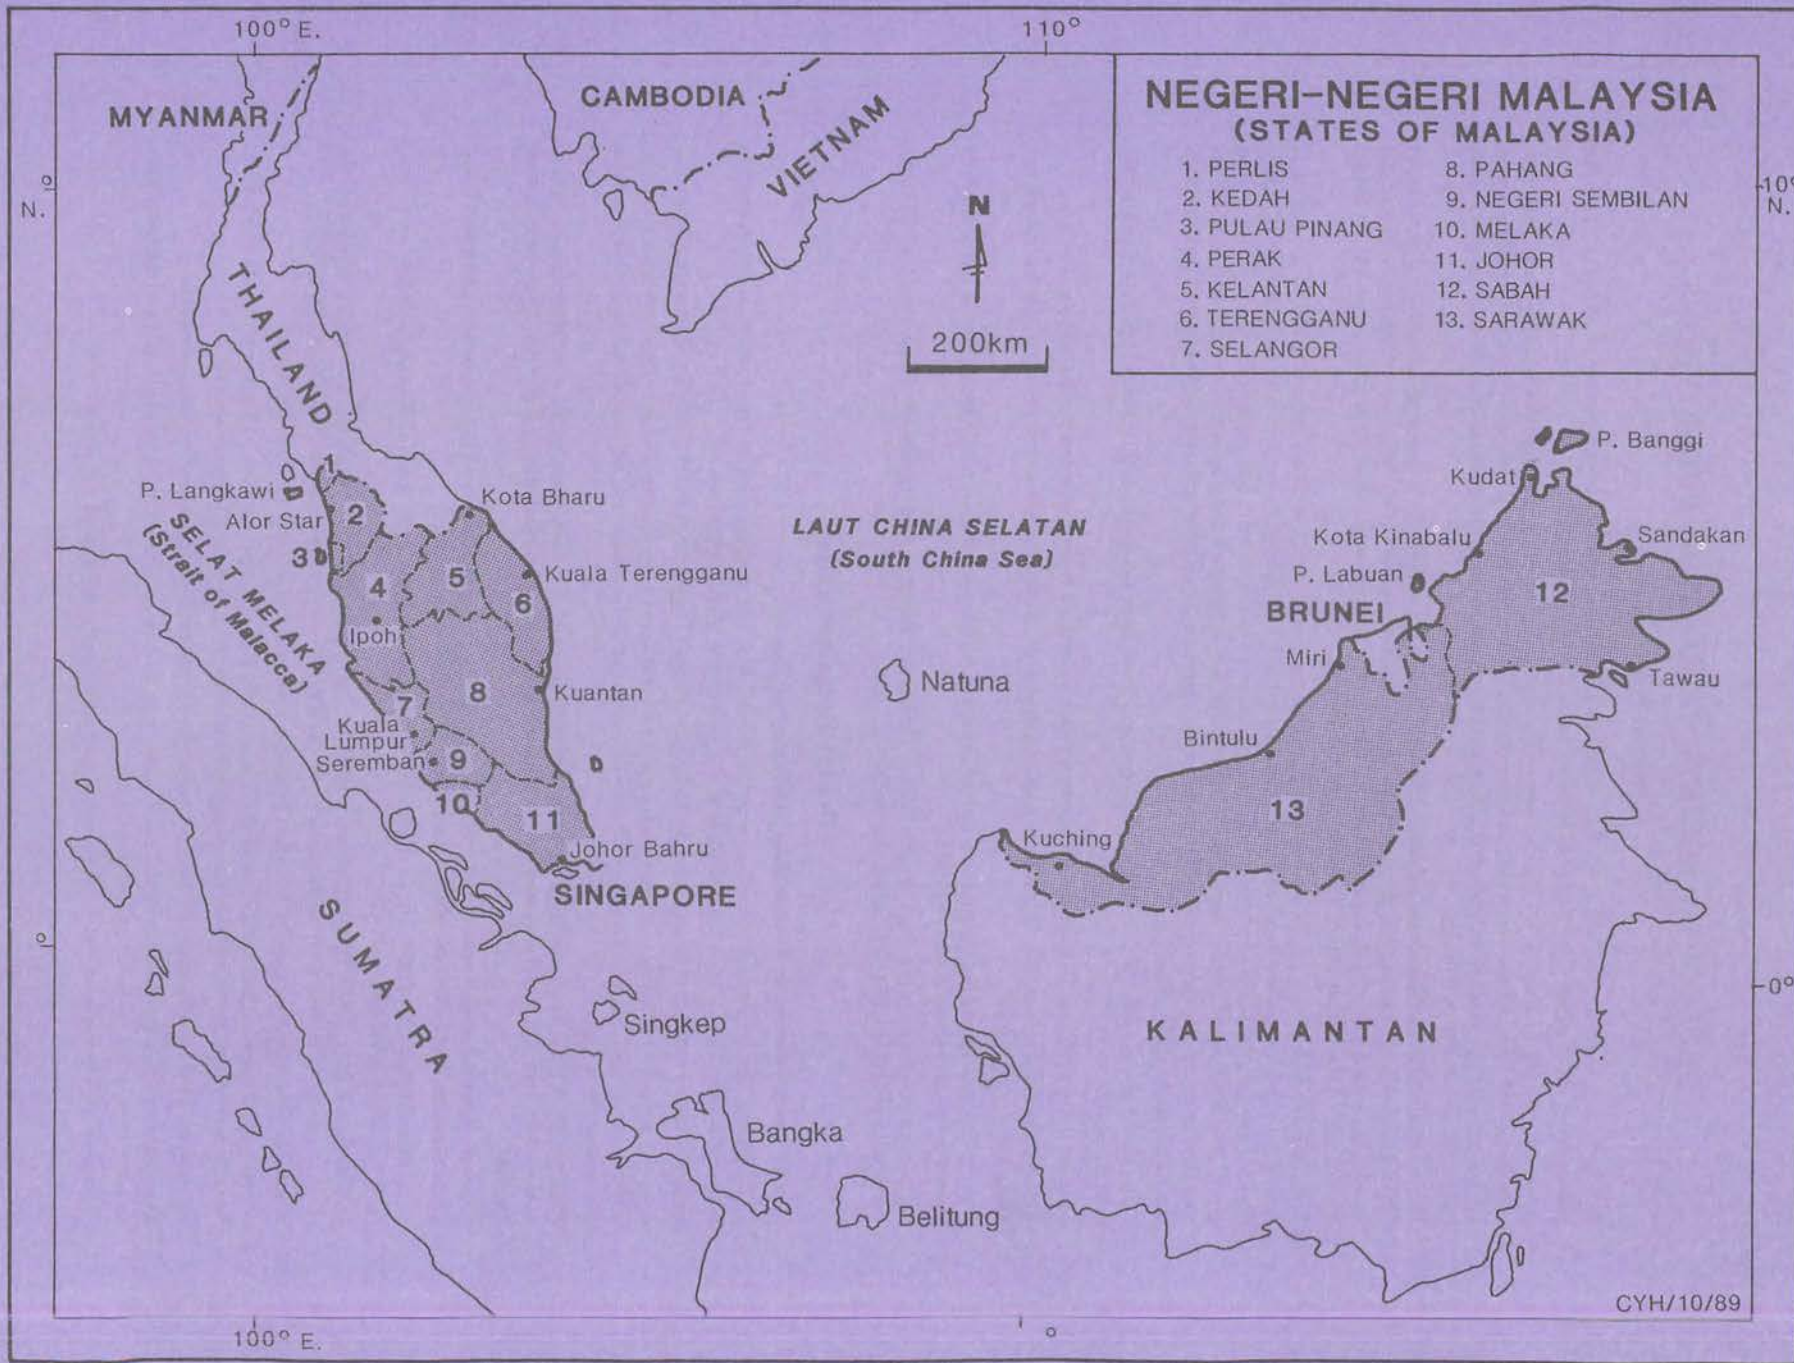 100° E.
110°
NEGERI-NEGERI MALAYSIA
(STATES OF MALAYSIA)
1. PERLIS
2. KEDAH
3. PULAU PINANG
4. PERAK
5. KELANTAN
6. TERENGGANU
7. SELANGOR
8. PAHANG
9. NEGERI SEMBILAN
10. MELAKA
11. JOHOR
12. SABAH
13. SARAWAK
MYANMAR
CAMBODIA
VIETNAM
°
N.
10°
N.
N
200km
THAILAND
P. Banggi
Kudat
1
P. Langkawi
Kota Bharu
Alor Star
2
SELAT MELAKA
(Strait of Malacca)
LAUT CHINA SELATAN
(South China Sea)
Kota Kinabalu
Sandakan
3
4
5
6
Kuala Terengganu
P. Labuan
12
BRUNEI
Ipoh
Miri
Tawau
Natuna
7
8
Kuantan
Kuala
Lumpur
Seremban
9
Bintulu
10
11
13
Johor Bahru
Kuching
SINGAPORE
SUMATRA
°
0°
Singkep
KALIMANTAN
Bangka
Belitung
CYH/10/89
100° E.
°